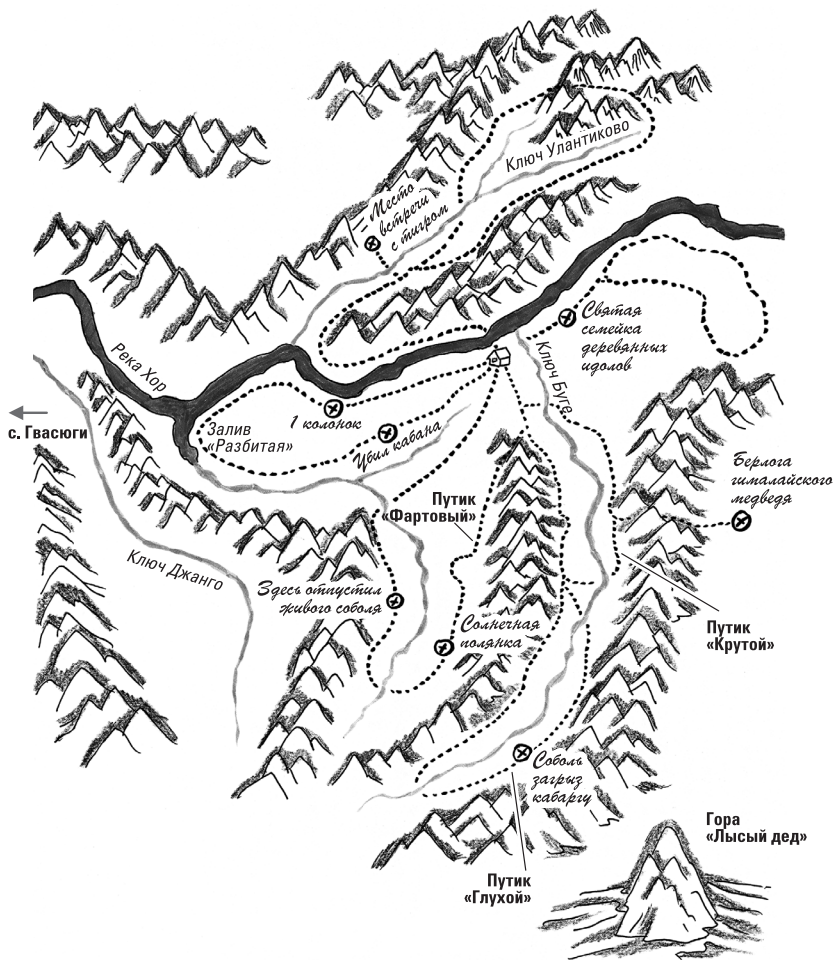 Ключ Улантиково
Место
встречи
с тигром
Святая
семейка
деревянных
идолов
Река Хор
Ключ Буге
1 колонок
Залив
«Разбитая»
с. Гвасюги
Убил кабана
Берлога
гималайского
медведя
Путик
«Фартовый»
Ключ Джанго
Здесь отпустил
живого соболя
Солнечная
полянка
Путик
«Крутой»
Соболь
загрыз
кабаргу
Гора
«Лысый дед»
Путик
«Глухой»